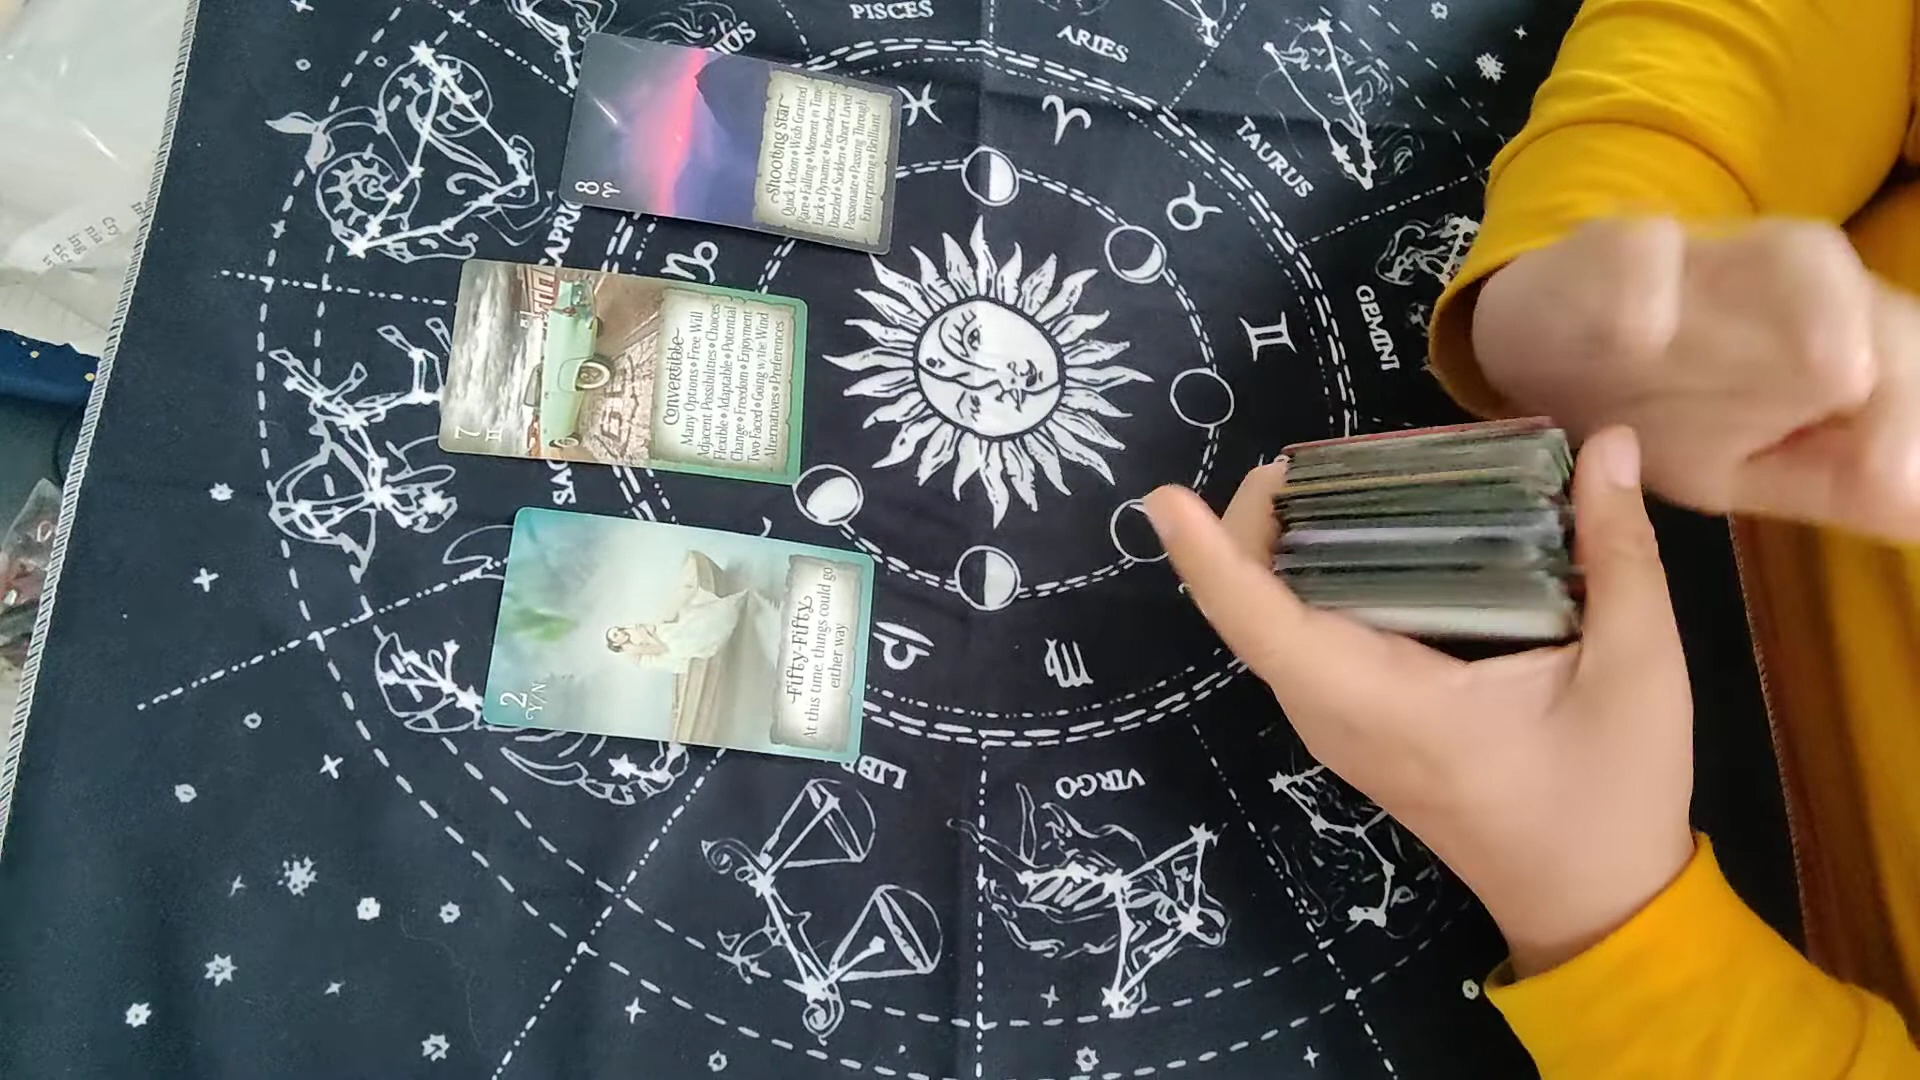 PISCES
ARIES
TAURUS
GEMINI
VIRGO
8
Shooting Star
Quick Action • Wish Granted
Rare • Falling • Moment in Time
Luck • Dynamic • Incandescent
Dazzled • Sudden • Short Lived
Passionate • Passing Through
Enterprising • Brilliant
7
Convertible
Many Options • Free Will
Adjacent Possibilities • Choices
Flexible • Adaptable • Potential
Change • Freedom • Enjoyment
Two Faced • Going w/the Wind
Alternatives • Preferences
2
Y/N
Fifty-Fifty
At this time, things could go
either way